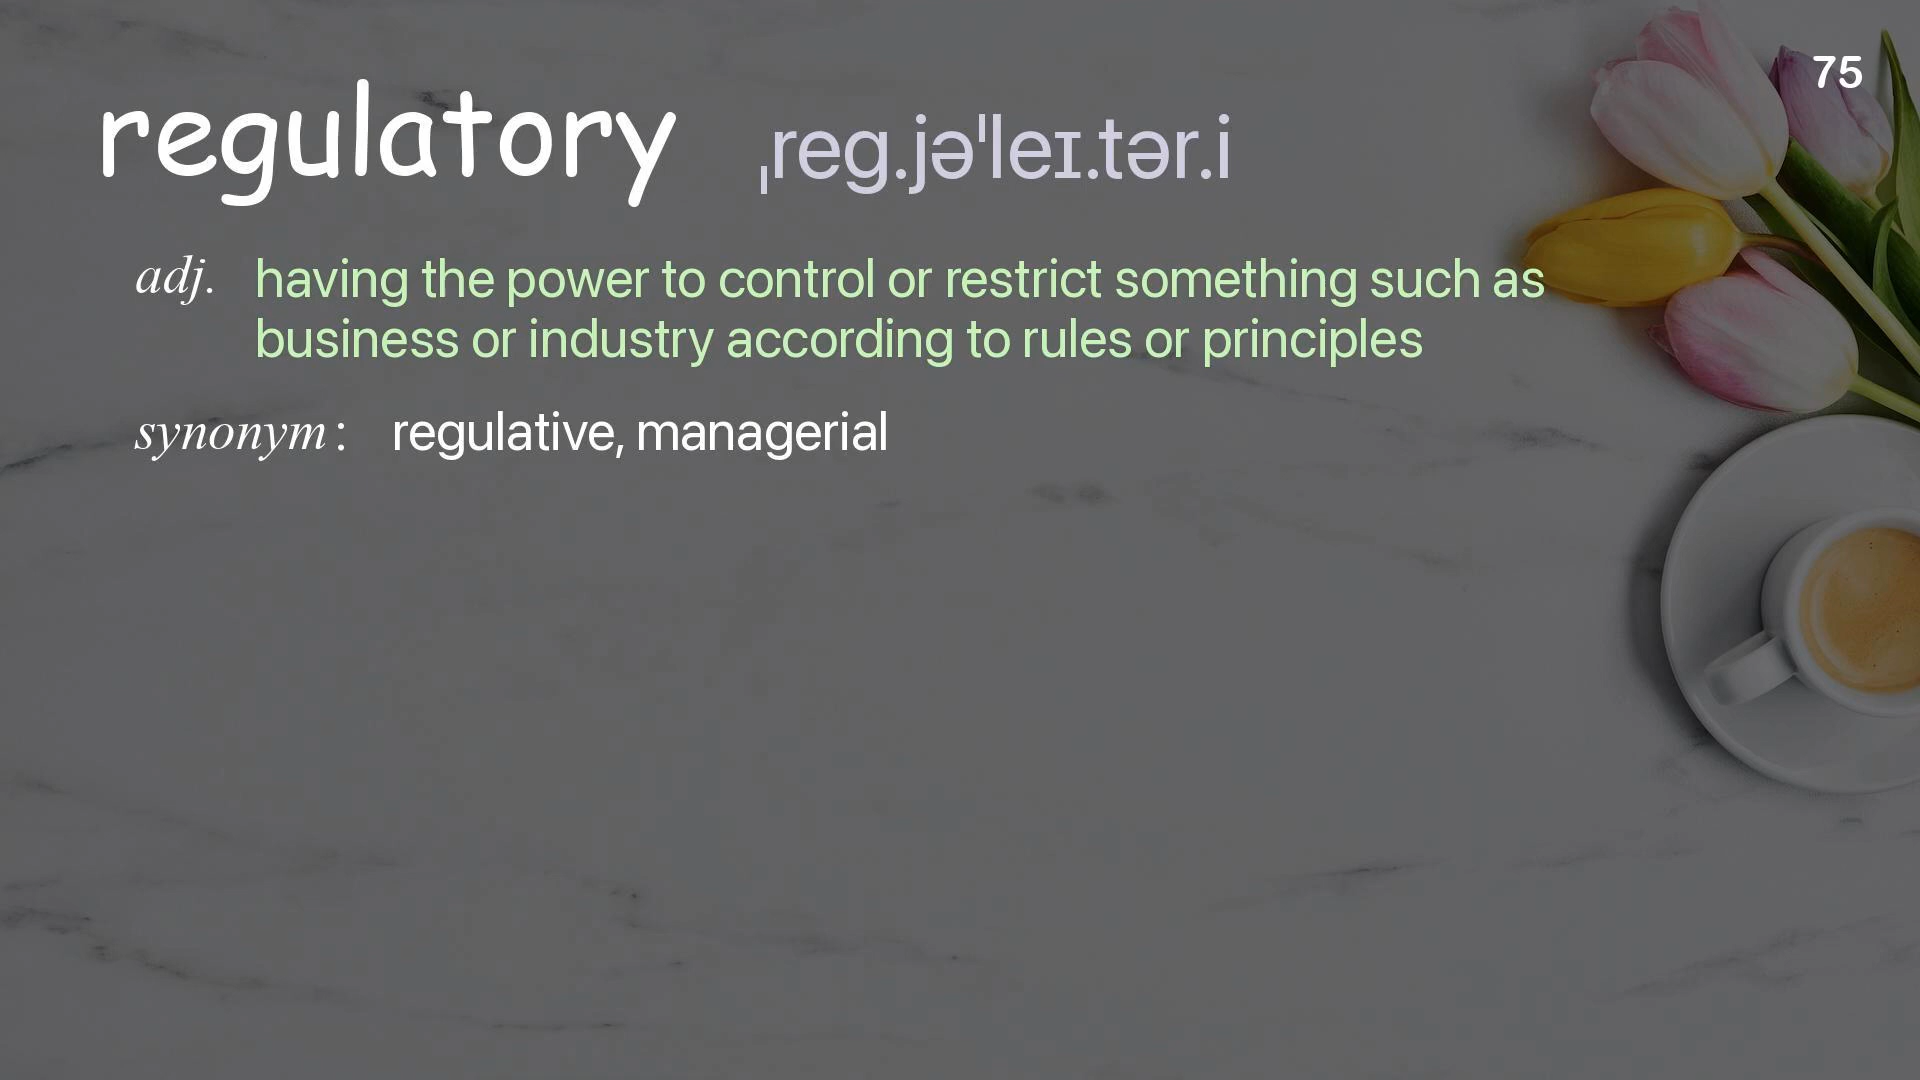 75
regulatory ˌreg.jəˈleɪ.tər.i
adj. having the power to control or restrict something such as
business or industry according to rules or principles
synonym : regulative, managerial